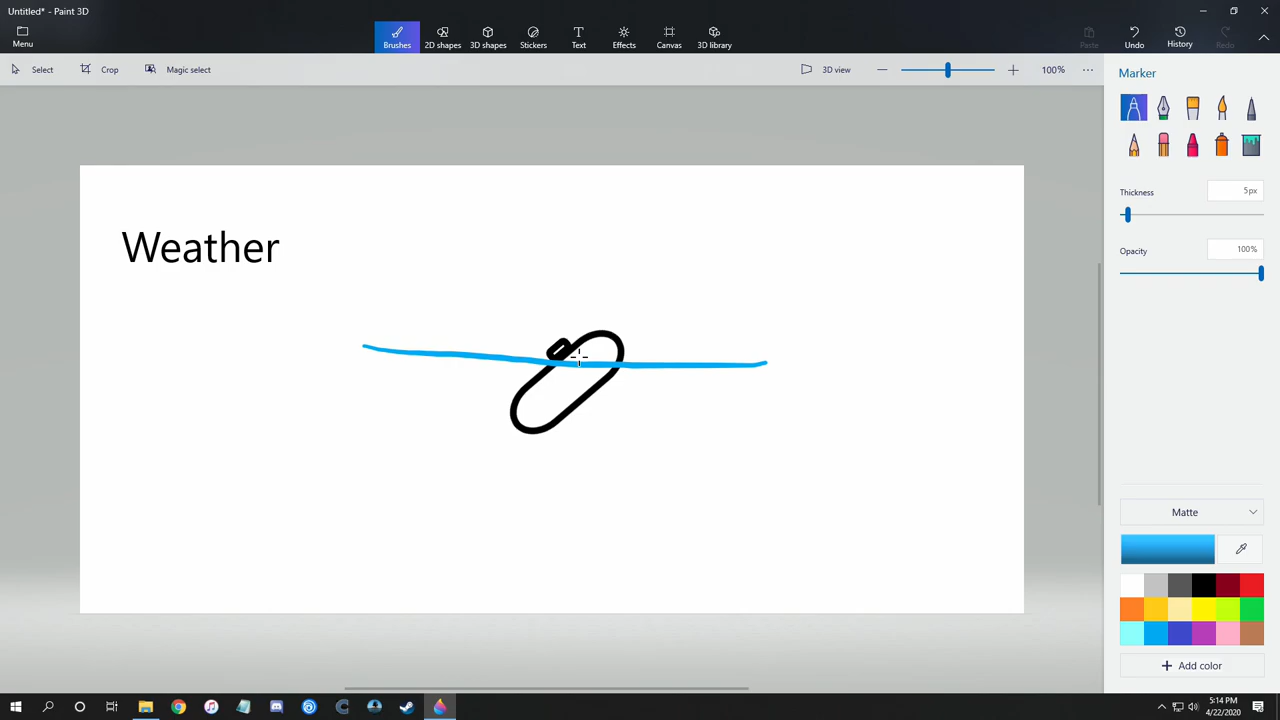 Untitled* - Paint 3D
Menu
Brushes
2D shapes
3D shapes
Stickers
Text
Effects
Canvas
3D library
Paste
Undo
History
Redo
Select
Crop
Magic select
3D view
100%
Marker
Thickness
5px
Opacity
100%
Weather
Matte
Add color
5:14 PM
4/22/2020